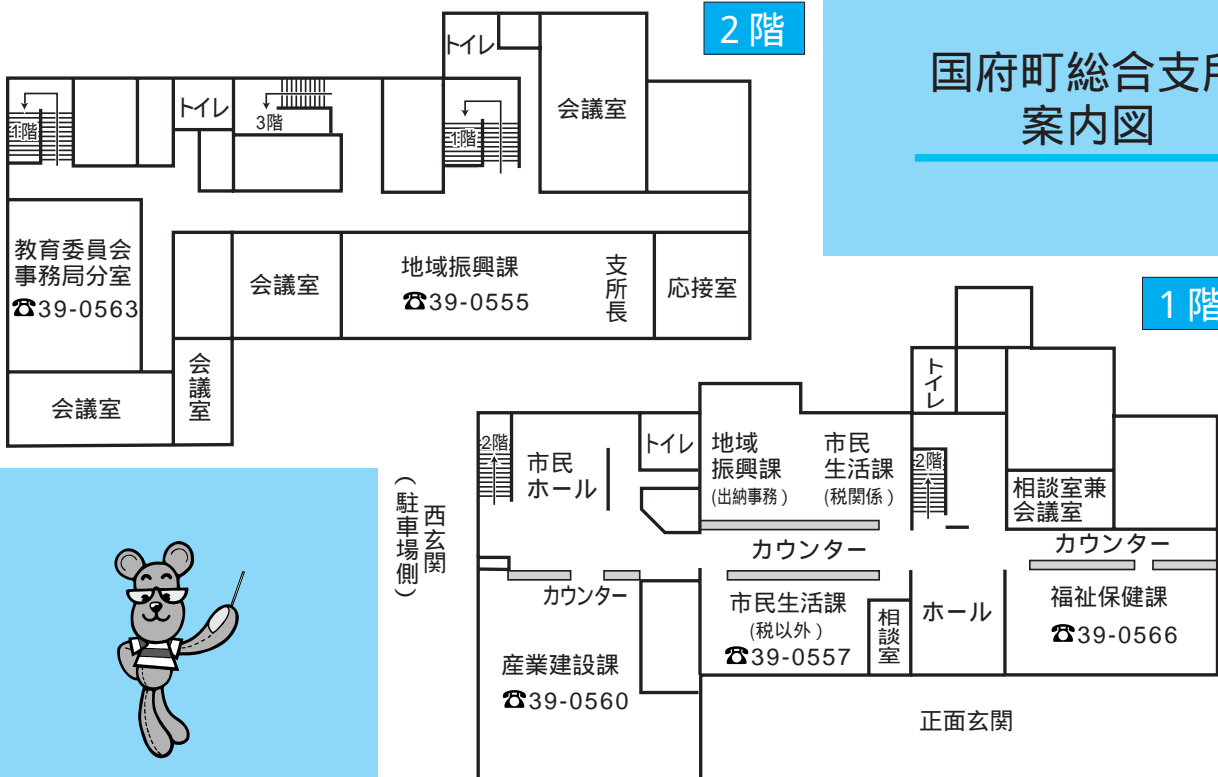 2階
国府町総合支所
案内図
トイレ
会議室
1階
トイレ
3階
1階
教育委員会
事務局分室
☎39-0563
会議室
地域振興課
☎39-0555
支所長
応接室
会議室
会議室
1階
トイレ
2階
市民
ホール
トイレ
地域
振興課
(出納事務)
市民
生活課
(税関係)
2階
相談室兼
会議室
西玄関
(駐車場側)
カウンター
カウンター
カウンター
市民生活課
(税以外)
☎39-0557
相談室
ホール
福祉保健課
☎39-0566
産業建設課
☎39-0560
正面玄関